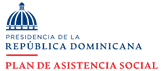 PRESIDENCIA DE LA
REPÚBLICA DOMINICANA
PLAN DE ASISTENCIA SOCIAL